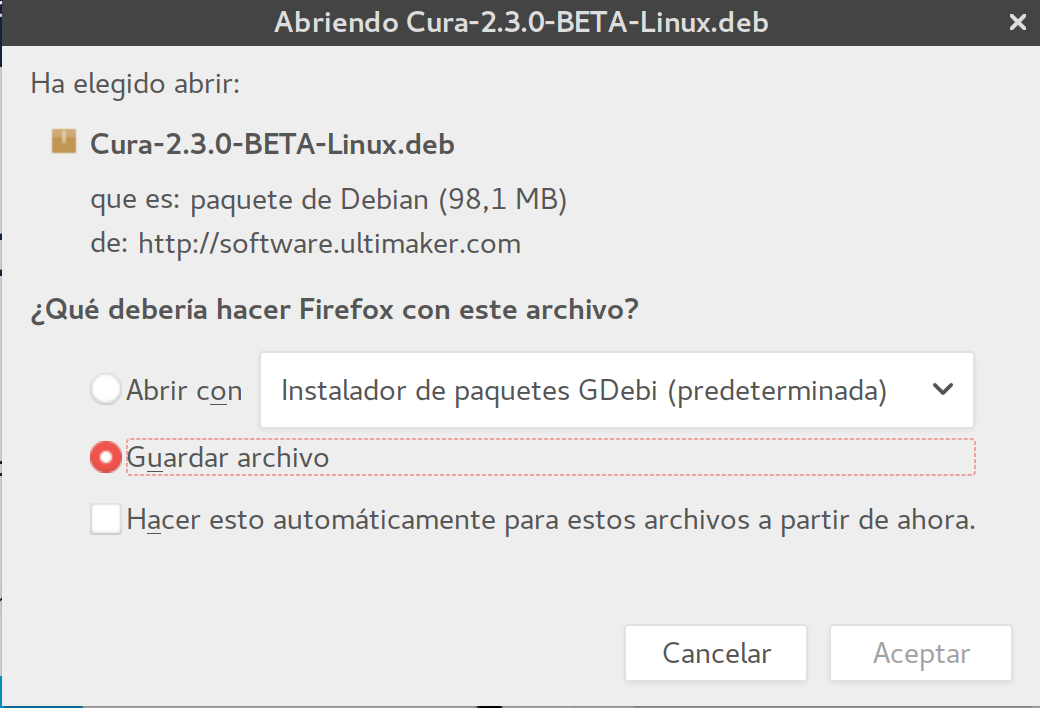 Abriendo Cura-2.3.0-BETA-Linux.deb
Ha elegido abrir:
Cura-2.3.0-BETA-Linux.deb
que es: paquete de Debian (98,1 MB)
de: http://software.ultimaker.com
¿Qué debería hacer Firefox con este archivo?
Abrir con Instalador de paquetes GDebi (predeterminada)
Guardar archivo
Hacer esto automáticamente para estos archivos a partir de ahora.
Cancelar Aceptar